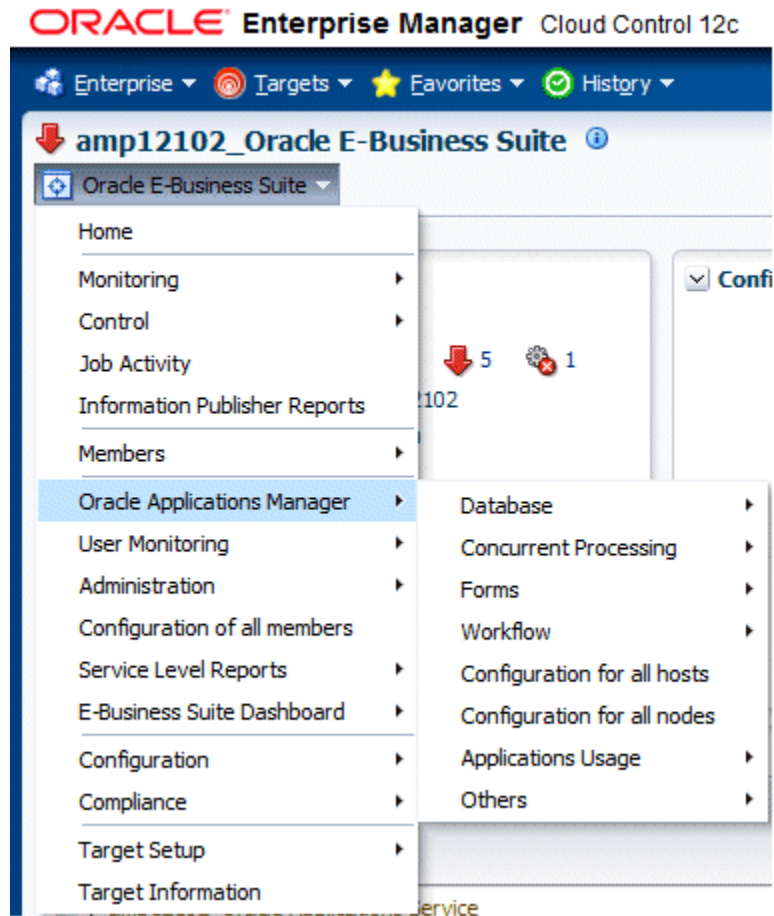 ORACLE Enterprise Manager Cloud Control 12c
Enterprise Targets Favorites History
amp12102_Oracle E-Business Suite
Oracle E-Business Suite
Home
Monitoring
Confi
Control
Job Activity
5 1
Information Publisher Reports
2102
Members
Oracle Applications Manager
Database
User Monitoring
Concurrent Processing
Administration
Forms
Configuration of all members
Workflow
Service Level Reports
Configuration for all hosts
E-Business Suite Dashboard
Configuration for all nodes
Configuration
Applications Usage
Compliance
Others
Target Setup
Target Information
Service